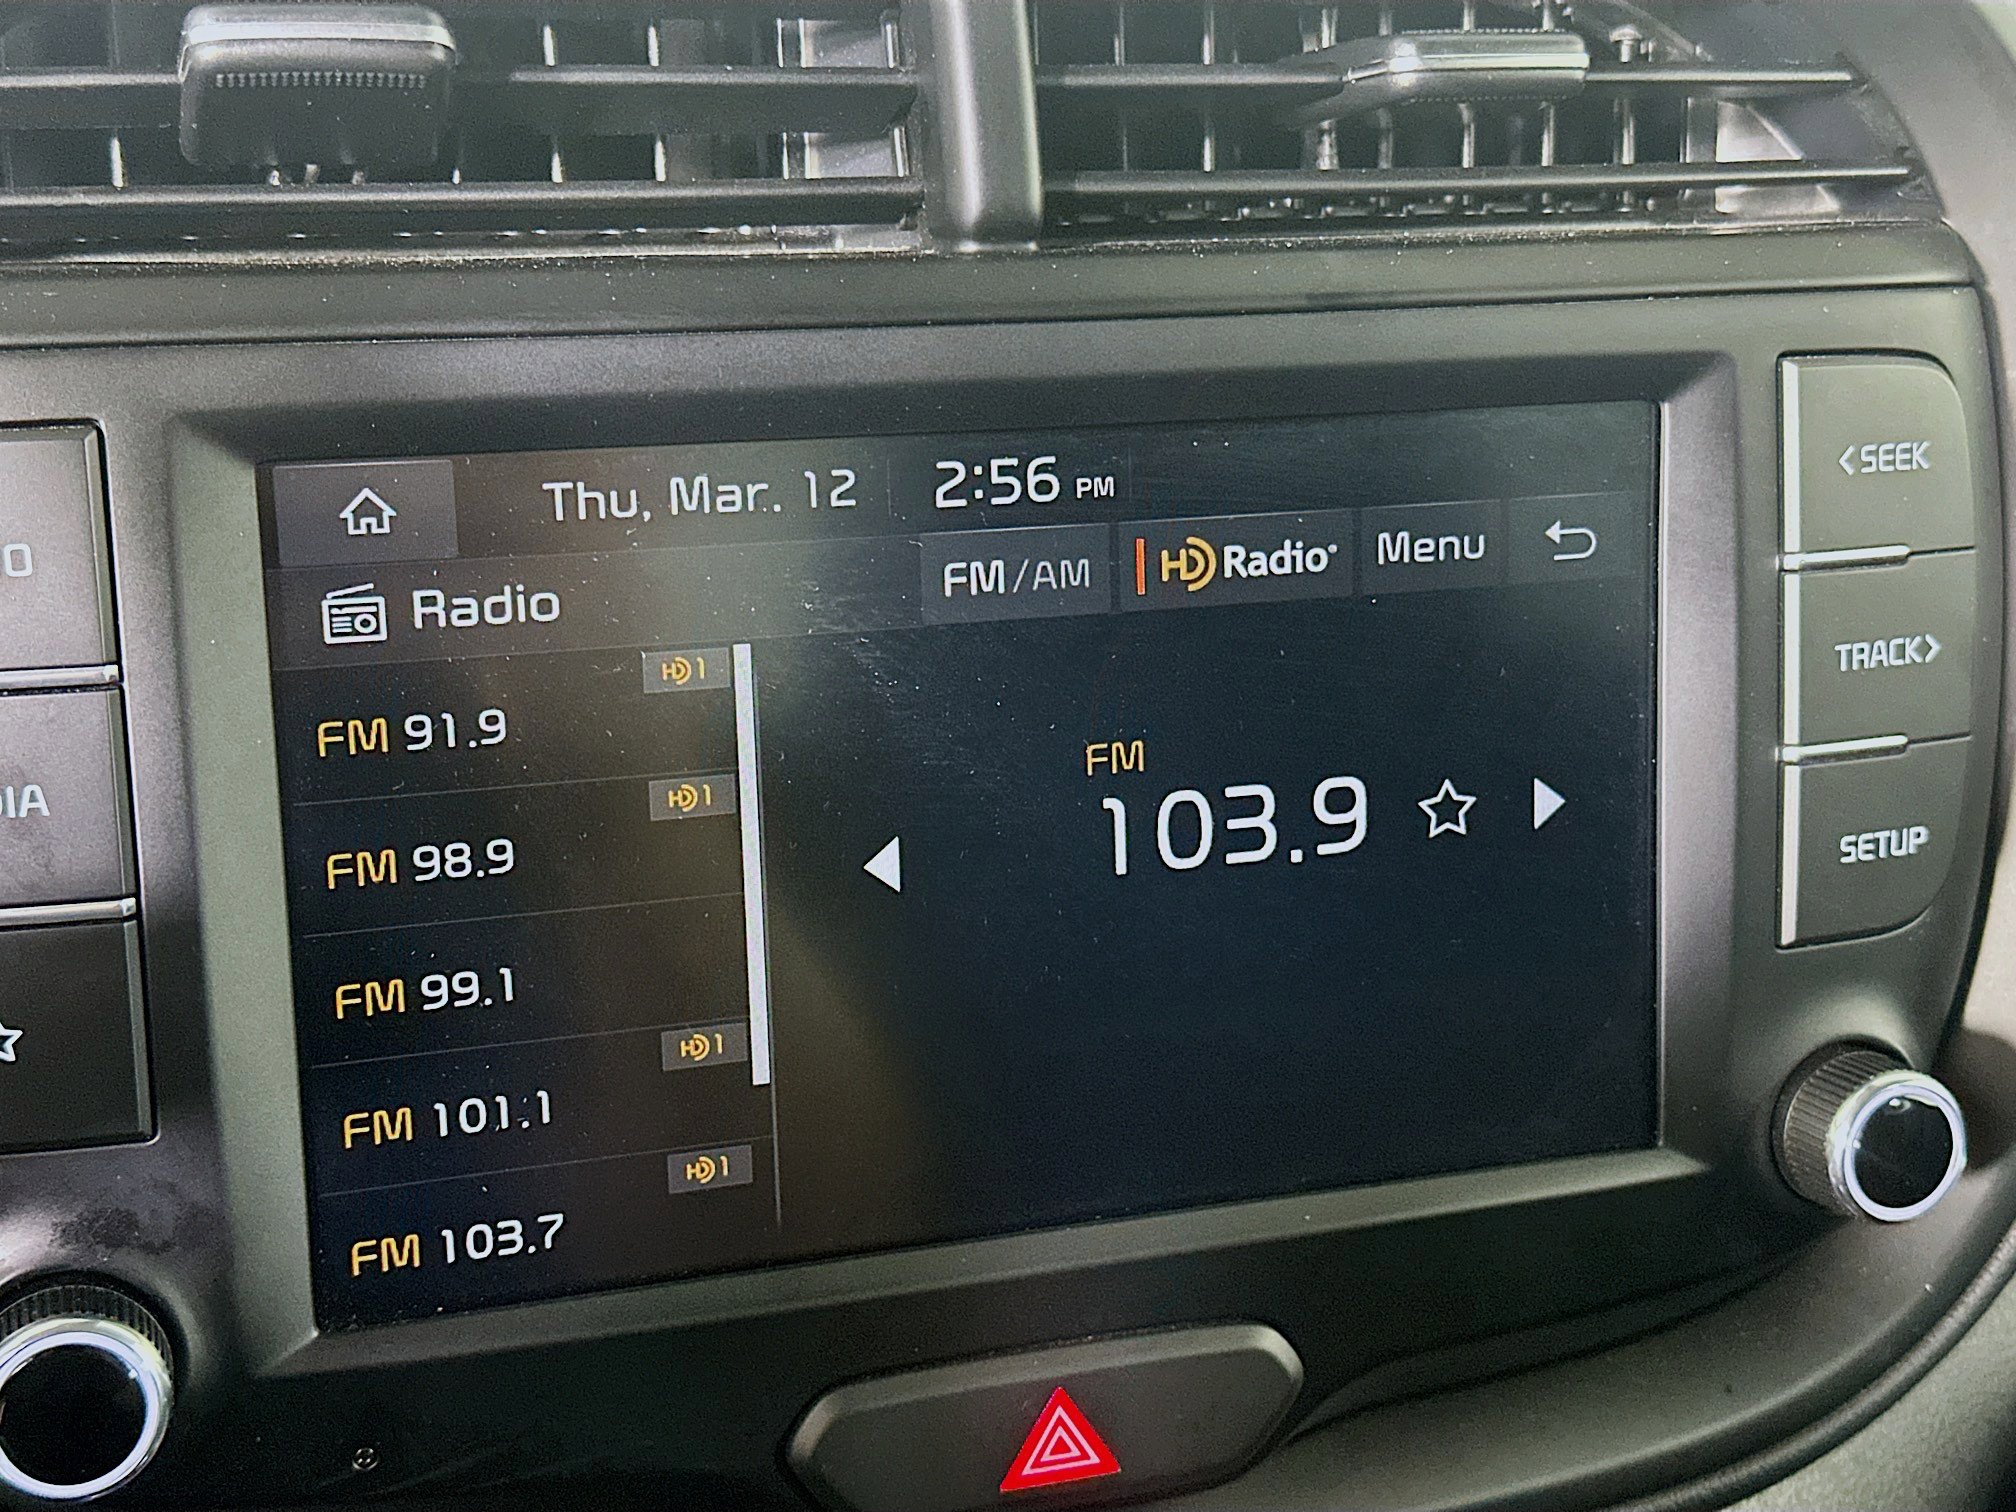 Thu, Mar. 12 2:56 PM
Radio FM/AM HD Radio® Menu
HD 1
FM 91.9
HD 1
FM 98.9
FM 99.1
HD 1
FM 101.1
HD 1
FM 103.7
FM
103.9
<SEEK
TRACK>
SETUP